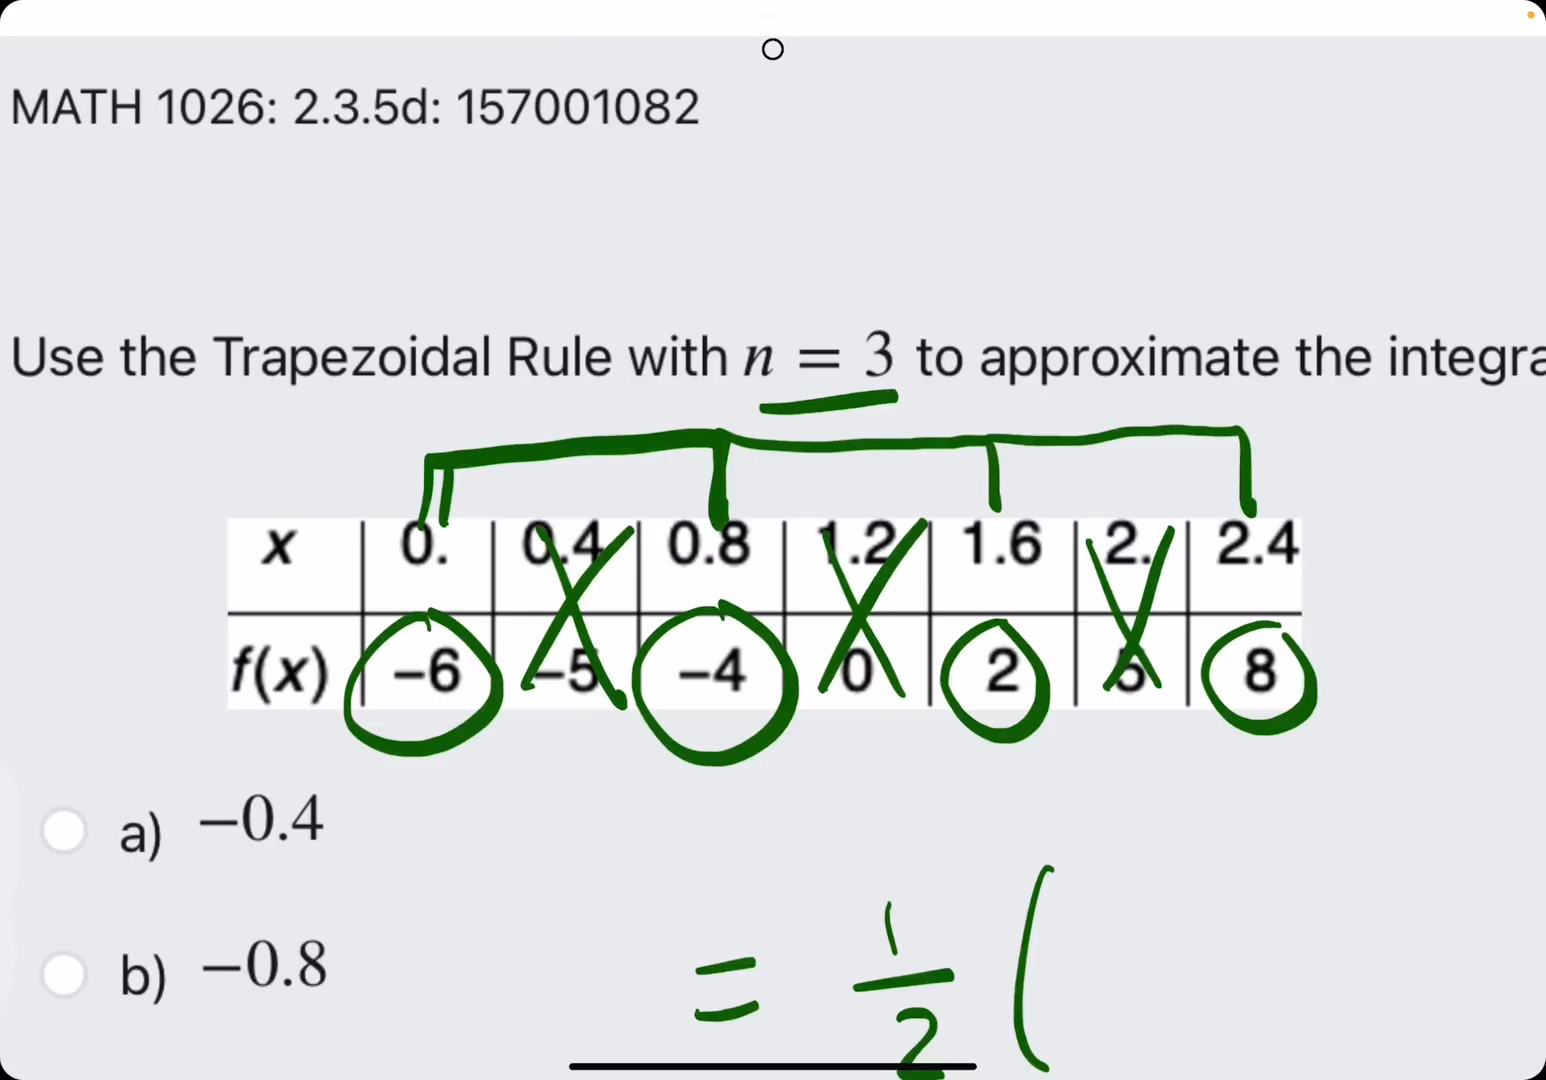 MATH 1026: 2.3.5d: 157001082
Use the Trapezoidal Rule with n = 3 to approximate the integra
x 0. 0.4 0.8 1.2 1.6 2. 2.4
f(x) −6 −5 −4 0 2 5 8
a) −0.4
b) −0.8
= 1/2 (